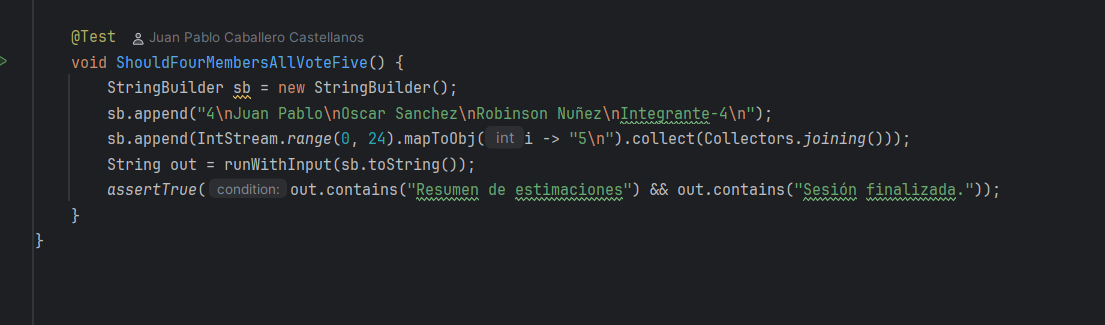 @Test Juan Pablo Caballero Castellanos
void ShouldFourMembersAllVoteFive() {
StringBuilder sb = new StringBuilder();
sb.append("4\nJuan Pablo\nOscar Sanchez\nRobinson Nuñez\nIntegrante-4\n");
sb.append(IntStream.range(0, 24).mapToObj( int i -> "5\n").collect(Collectors.joining()));
String out = runWithInput(sb.toString());
assertTrue( condition: out.contains("Resumen de estimaciones") && out.contains("Sesión finalizada."));
}
}